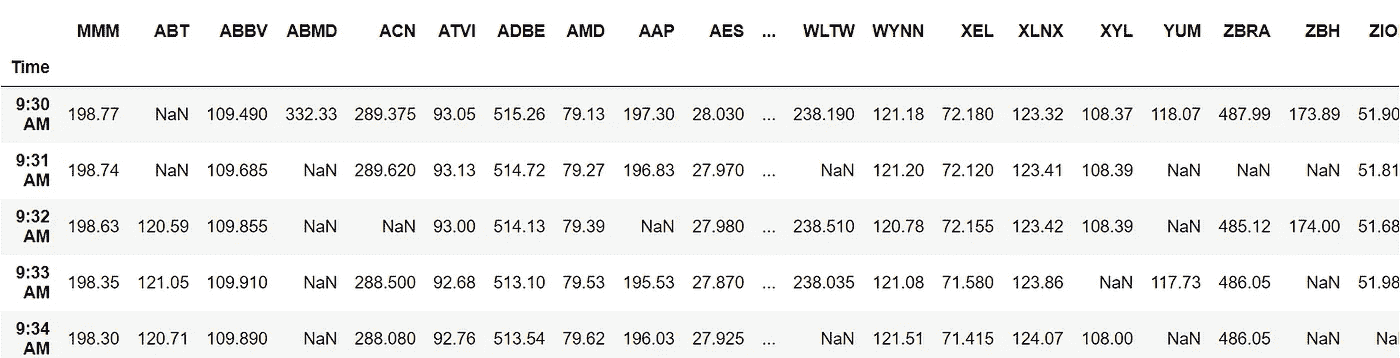 MMM ABT ABBV ABMD ACN ATVI ADBE AMD AAP AES ... WLTW WYNN XEL XLNX XYL YUM ZBRA ZBH ZIO
Time
9:30 AM 198.77 NaN 109.490 332.33 289.375 93.05 515.26 79.13 197.30 28.030 ... 238.190 121.18 72.180 123.32 108.37 118.07 487.99 173.89 51.90
9:31 AM 198.74 NaN 109.685 NaN 289.620 93.13 514.72 79.27 196.83 27.970 ... NaN 121.20 72.120 123.41 108.39 NaN NaN NaN 51.81
9:32 AM 198.63 120.59 109.855 NaN NaN 93.00 514.13 79.39 NaN 27.980 ... 238.510 120.78 72.155 123.42 108.39 NaN 485.12 174.00 51.68
9:33 AM 198.35 121.05 109.910 NaN 288.500 92.68 513.10 79.53 195.53 27.870 ... 238.035 121.08 71.580 123.86 NaN 117.73 486.05 NaN 51.98
9:34 AM 198.30 120.71 109.890 NaN 288.080 92.76 513.54 79.62 196.03 27.925 ... NaN 121.51 71.415 124.07 108.00 NaN 486.05 NaN Na